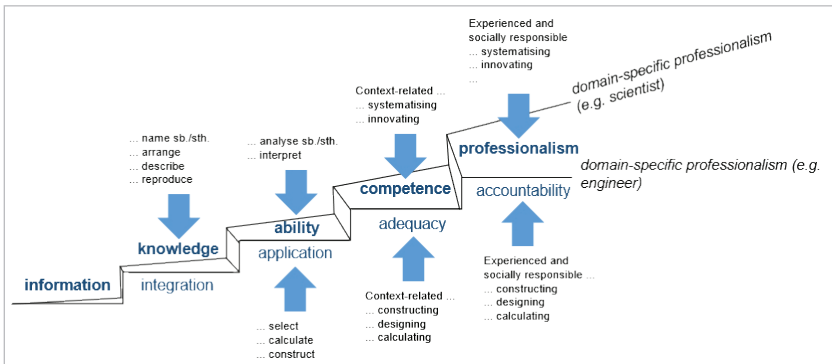 Experienced and
socially responsible
... systematising
... innovating
...
domain-specific professionalism
(e.g. scientist)
Context-related ...
... systematising
... innovating
... name sb./sth.
... arrange
... describe
... reproduce
... analyse sb./sth.
... interpret
professionalism
domain-specific professionalism (e.g.
engineer)
competence
accountability
ability
adequacy
knowledge
application
information
integration
Experienced and
socially responsible ...
... constructing
... designing
... calculating
Context-related ...
... constructing
... designing
... calculating
... select
... calculate
... construct